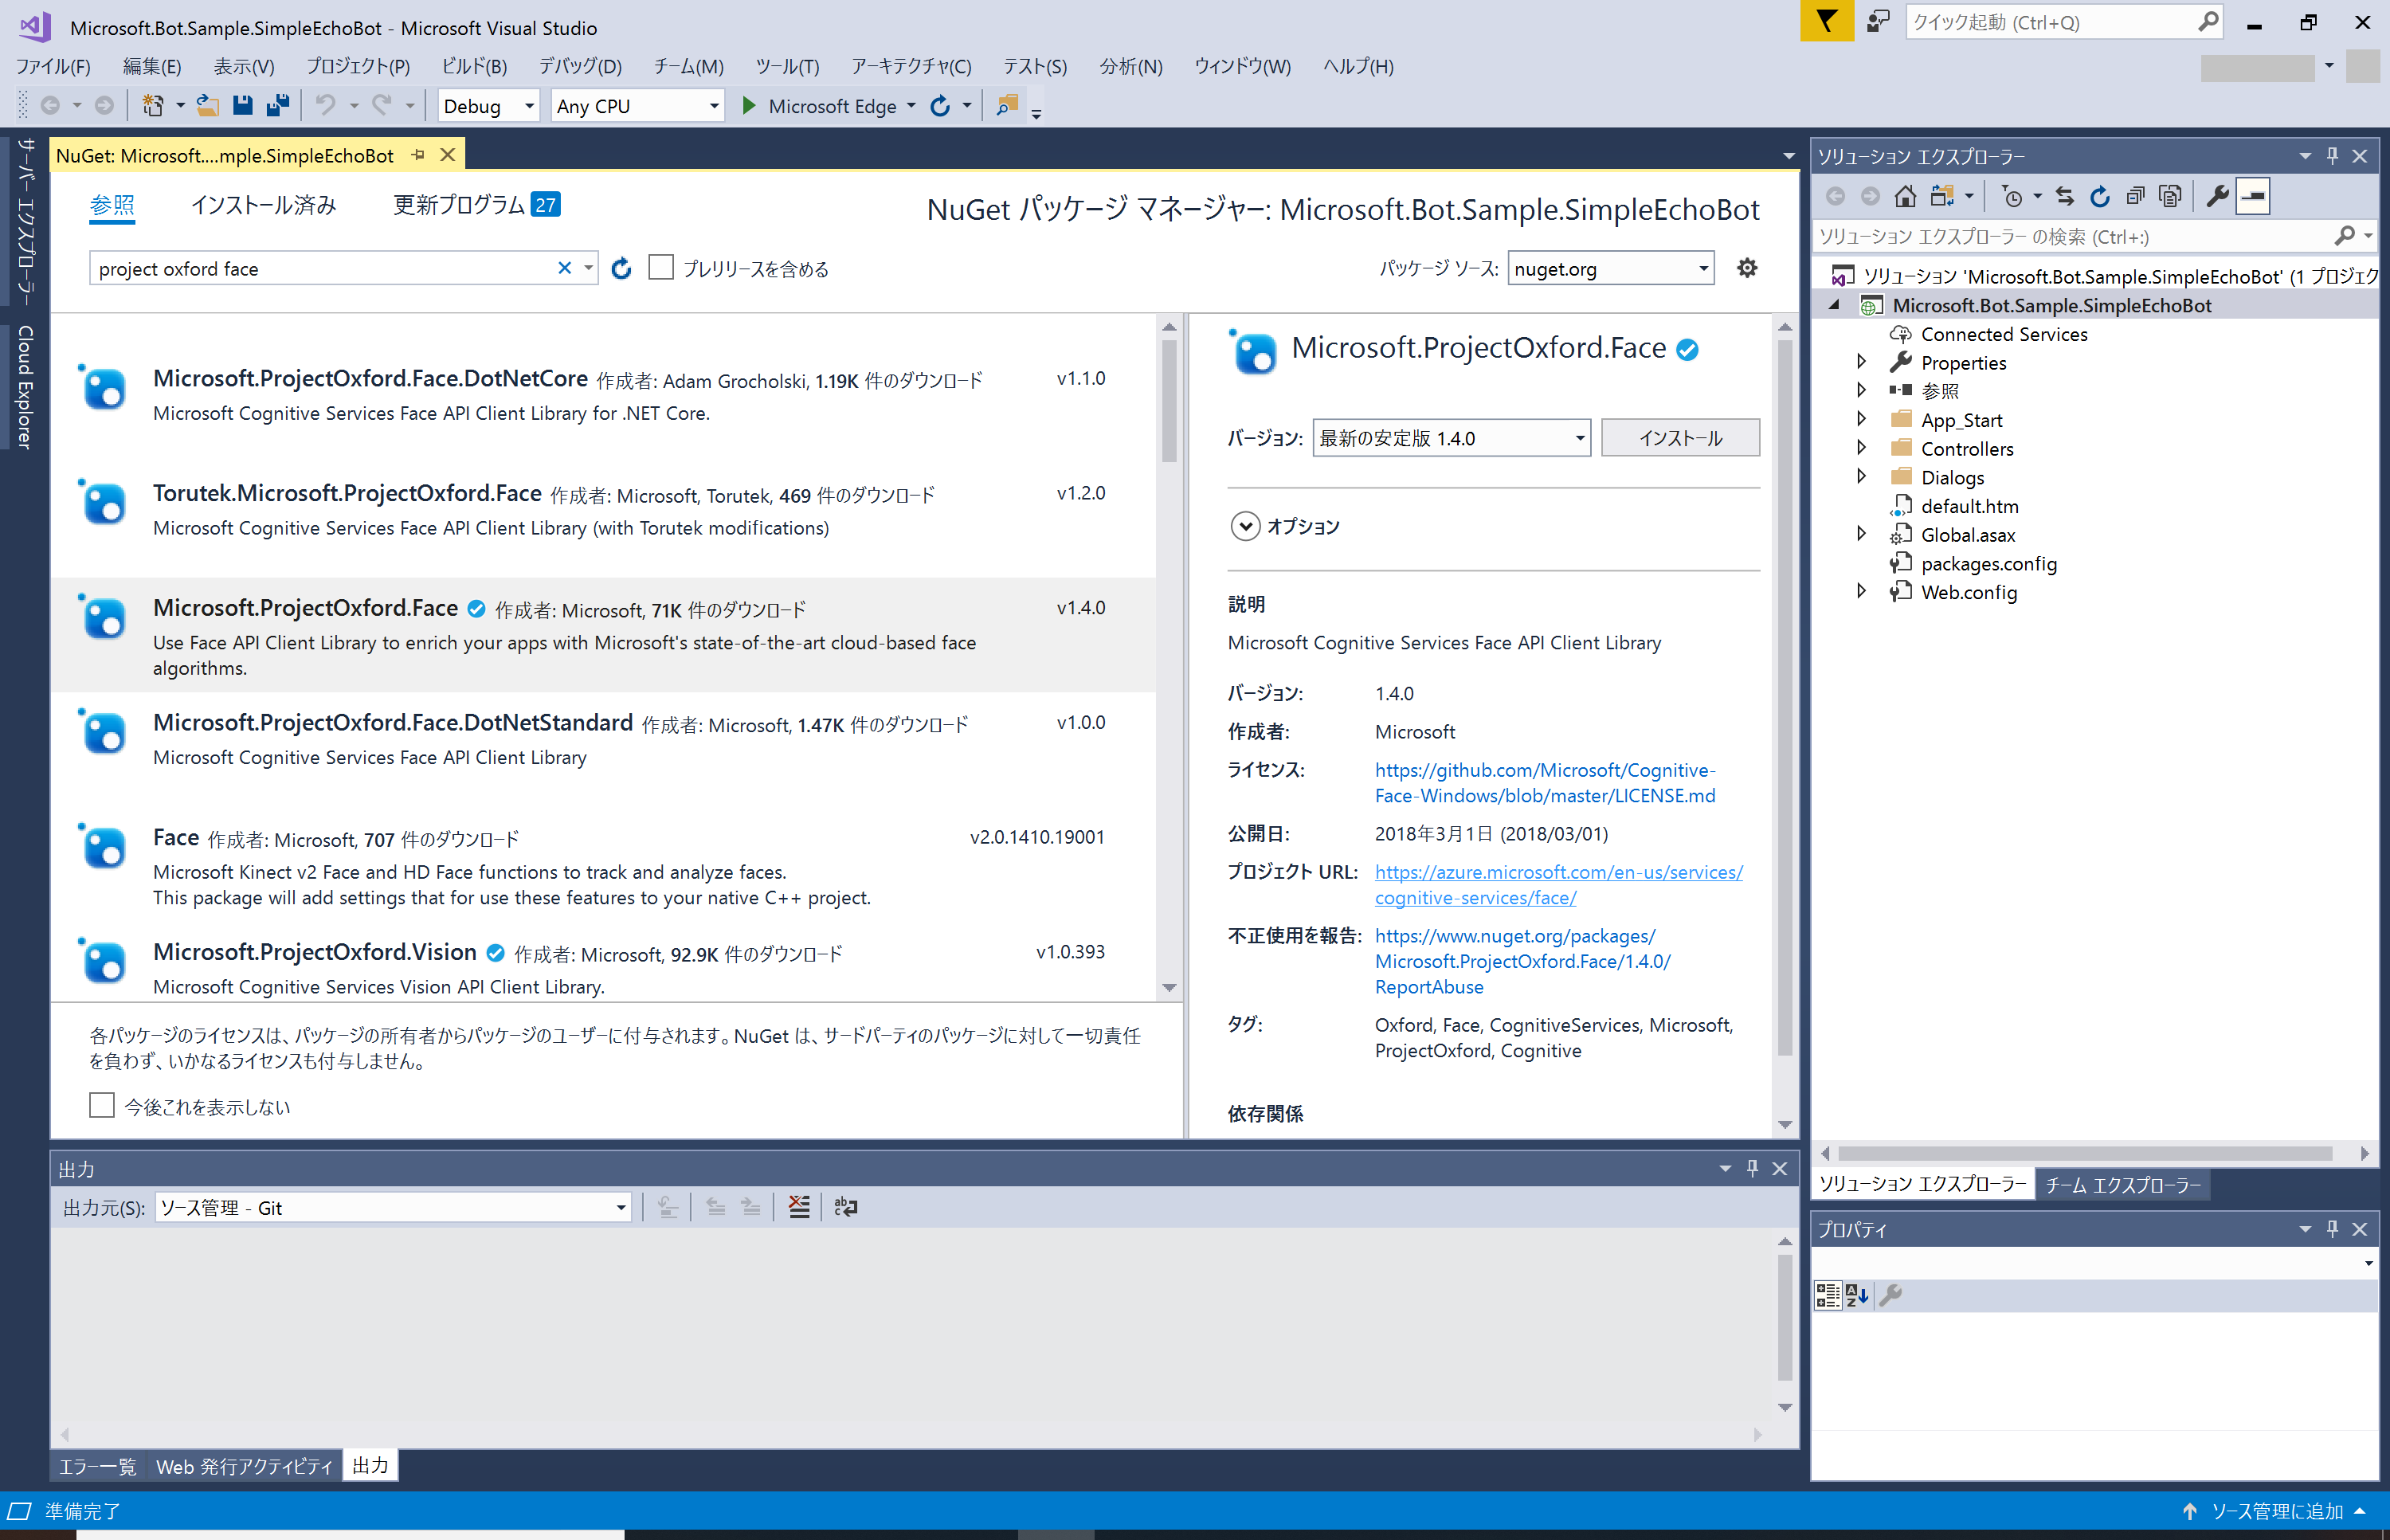 Microsoft.Bot.Sample.SimpleEchoBot - Microsoft Visual Studio
クイック起動 (Ctrl+Q)
ファイル(F) 編集(E) 表示(V) プロジェクト(P) ビルド(B) デバッグ(D) チーム(M) ツール(T) アーキテクチャ(C) テスト(S) 分析(N) ウィンドウ(W) ヘルプ(H)
Debug Any CPU Microsoft Edge
サーバー エクスプローラー
Cloud Explorer
NuGet: Microsoft....mple.SimpleEchoBot
参照 インストール済み 更新プログラム 27
NuGet パッケージ マネージャー: Microsoft.Bot.Sample.SimpleEchoBot
project oxford face
プレリリースを含める
パッケージ ソース: nuget.org
Microsoft.ProjectOxford.Face.DotNetCore 作成者: Adam Grocholski, 1.19K 件のダウンロード v1.1.0
Microsoft Cognitive Services Face API Client Library for .NET Core.
Torutek.Microsoft.ProjectOxford.Face 作成者: Microsoft, Torutek, 469 件のダウンロード v1.2.0
Microsoft Cognitive Services Face API Client Library (with Torutek modifications)
Microsoft.ProjectOxford.Face 作成者: Microsoft, 71K 件のダウンロード v1.4.0
Use Face API Client Library to enrich your apps with Microsoft's state-of-the-art cloud-based face
algorithms.
Microsoft.ProjectOxford.Face.DotNetStandard 作成者: Microsoft, 1.47K 件のダウンロード v1.0.0
Microsoft Cognitive Services Face API Client Library
Face 作成者: Microsoft, 707 件のダウンロード v2.0.1410.19001
Microsoft Kinect v2 Face and HD Face functions to track and analyze faces.
This package will add settings that for use these features to your native C++ project.
Microsoft.ProjectOxford.Vision 作成者: Microsoft, 92.9K 件のダウンロード v1.0.393
Microsoft Cognitive Services Vision API Client Library.
各パッケージのライセンスは、パッケージの所有者からパッケージのユーザーに付与されます。NuGet は、サードパーティのパッケージに対して一切責任
を負わず、いかなるライセンスも付与しません。
今後これを表示しない
Microsoft.ProjectOxford.Face
バージョン: 最新の安定版 1.4.0 インストール
オプション
説明
Microsoft Cognitive Services Face API Client Library
バージョン: 1.4.0
作成者: Microsoft
ライセンス: https://github.com/Microsoft/Cognitive-
Face-Windows/blob/master/LICENSE.md
公開日: 2018年3月1日 (2018/03/01)
プロジェクト URL: https://azure.microsoft.com/en-us/services/
cognitive-services/face/
不正使用を報告: https://www.nuget.org/packages/
Microsoft.ProjectOxford.Face/1.4.0/
ReportAbuse
タグ: Oxford, Face, CognitiveServices, Microsoft,
ProjectOxford, Cognitive
依存関係
ソリューション エクスプローラー
ソリューション エクスプローラー の検索 (Ctrl+:)
ソリューション 'Microsoft.Bot.Sample.SimpleEchoBot' (1 プロジェク
Microsoft.Bot.Sample.SimpleEchoBot
Connected Services
Properties
参照
App_Start
Controllers
Dialogs
default.htm
Global.asax
packages.config
Web.config
ソリューション エクスプローラー チーム エクスプローラー
プロパティ
出力
出力元(S): ソース管理 - Git
エラー一覧 Web 発行アクティビティ 出力
準備完了
ソース管理に追加